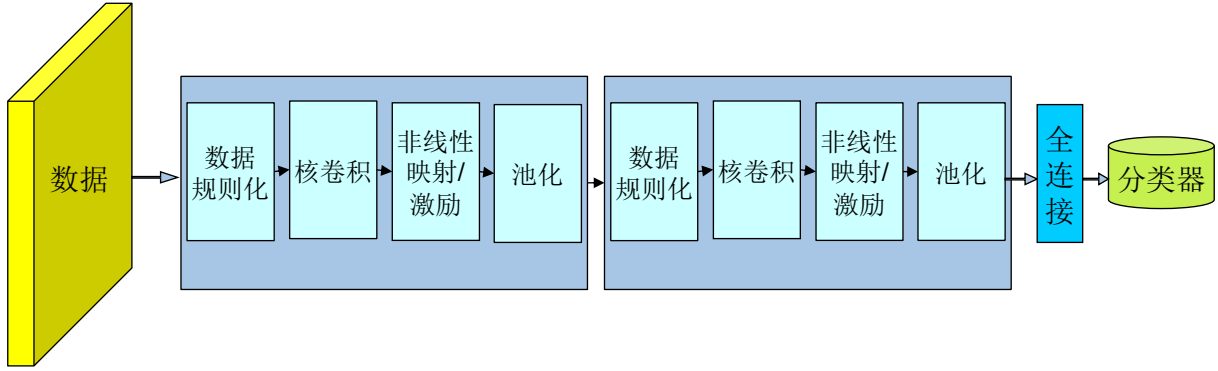 数据
数据
规则化
核卷积
非线性
映射/
激励
池化
数据
规则化
核卷积
非线性
映射/
激励
池化
全
连
接
分类器